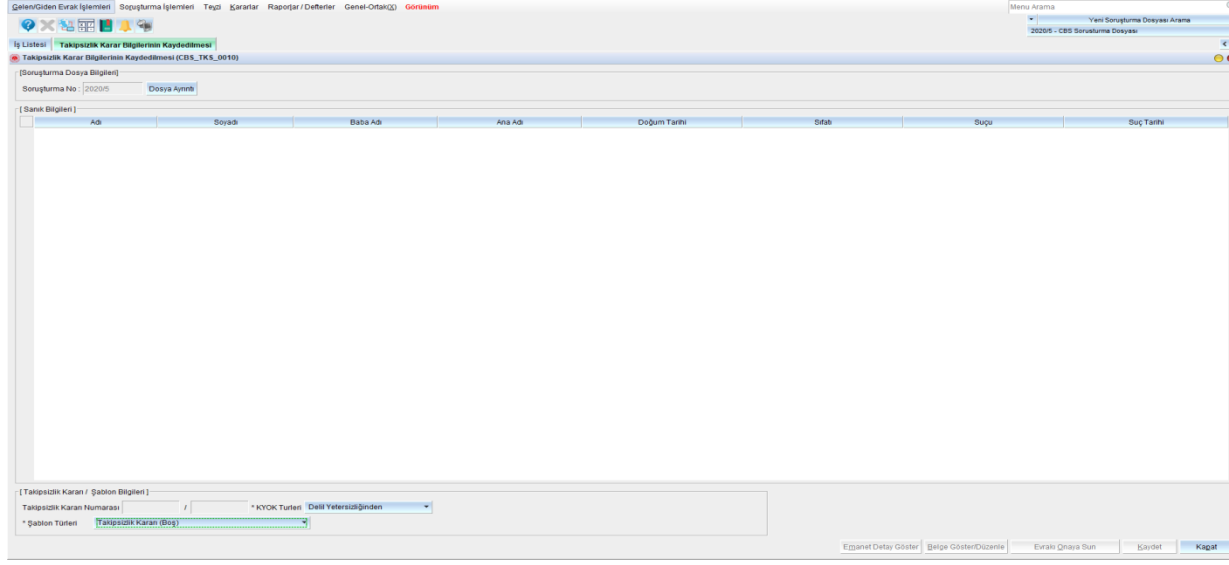 Gelen/Giden Evrak İşlemleri Soruşturma İşlemleri Tevzi Kararlar Raporlar / Defterler Genel-Ortak(X) Görünüm
Menu Arama
Yeni Soruşturma Dosyası Arama
2020/5 - CBS Sorusturma Dosyası
İş Listesi Takipsizlik Karar Bilgilerinin Kaydedilmesi
Takipsizlik Karar Bilgilerinin Kaydedilmesi (CBS_TKS_0010)
[Soruşturma Dosya Bilgileri]
Soruşturma No : 2020/5 Dosya Ayrıntı
[ Sanık Bilgileri ]
Adı Soyadı Baba Adı Ana Adı Doğum Tarihi Sıfatı Suçu Suç Tarihi
[ Takipsizlik Kararı / Şablon Bilgileri ]
Takipsizlik Kararı Numarası / * KYOK Turleri Delil Yetersizliğinden
* Şablon Türleri Takipsizlik Kararı (Boş)
Emanet Detay Göster Belge Göster/Düzenle Evrakı Onaya Sun Kaydet Kapat